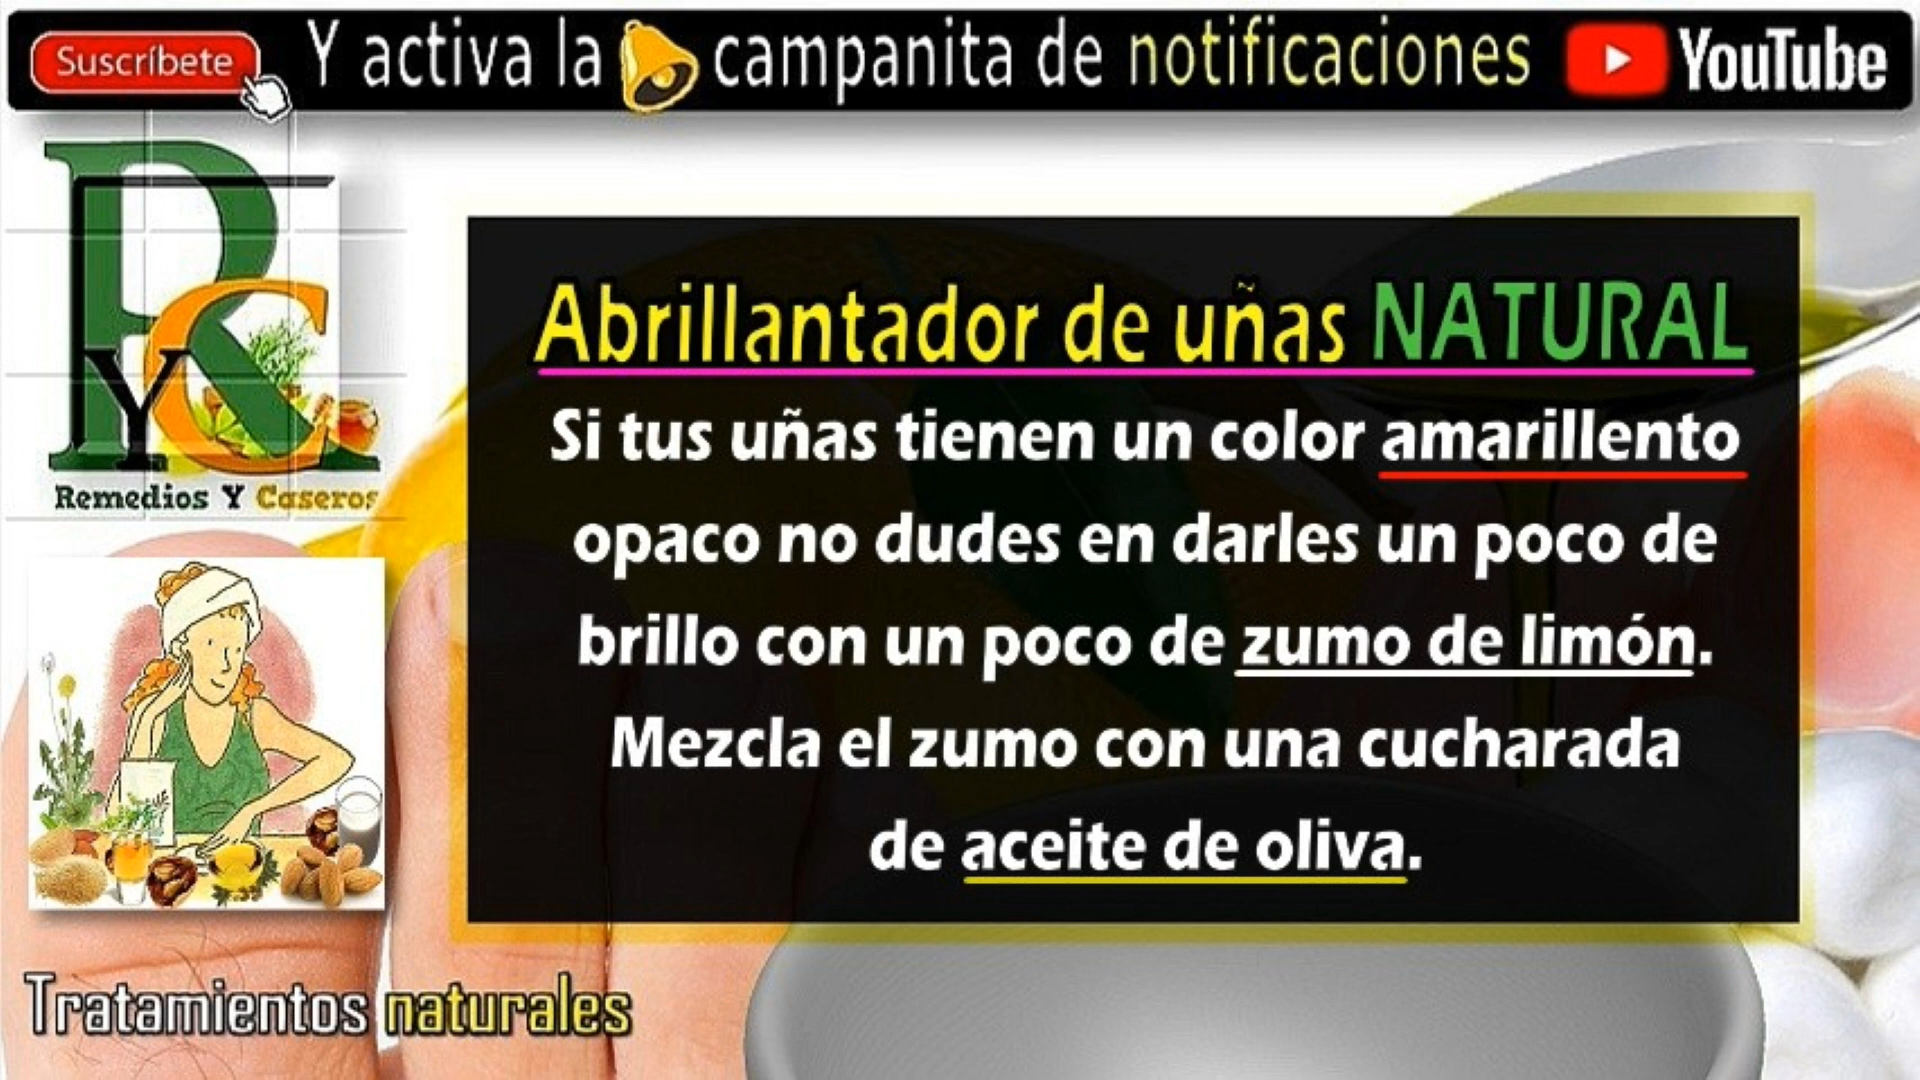 Suscríbete Y activa la campanita de notificaciones YouTube
R Y C
Remedios Y Caseros
Abrillantador de uñas NATURAL
Si tus uñas tienen un color amarillento
opaco no dudes en darles un poco de
brillo con un poco de zumo de limón.
Mezcla el zumo con una cucharada
de aceite de oliva.
Tratamientos naturales